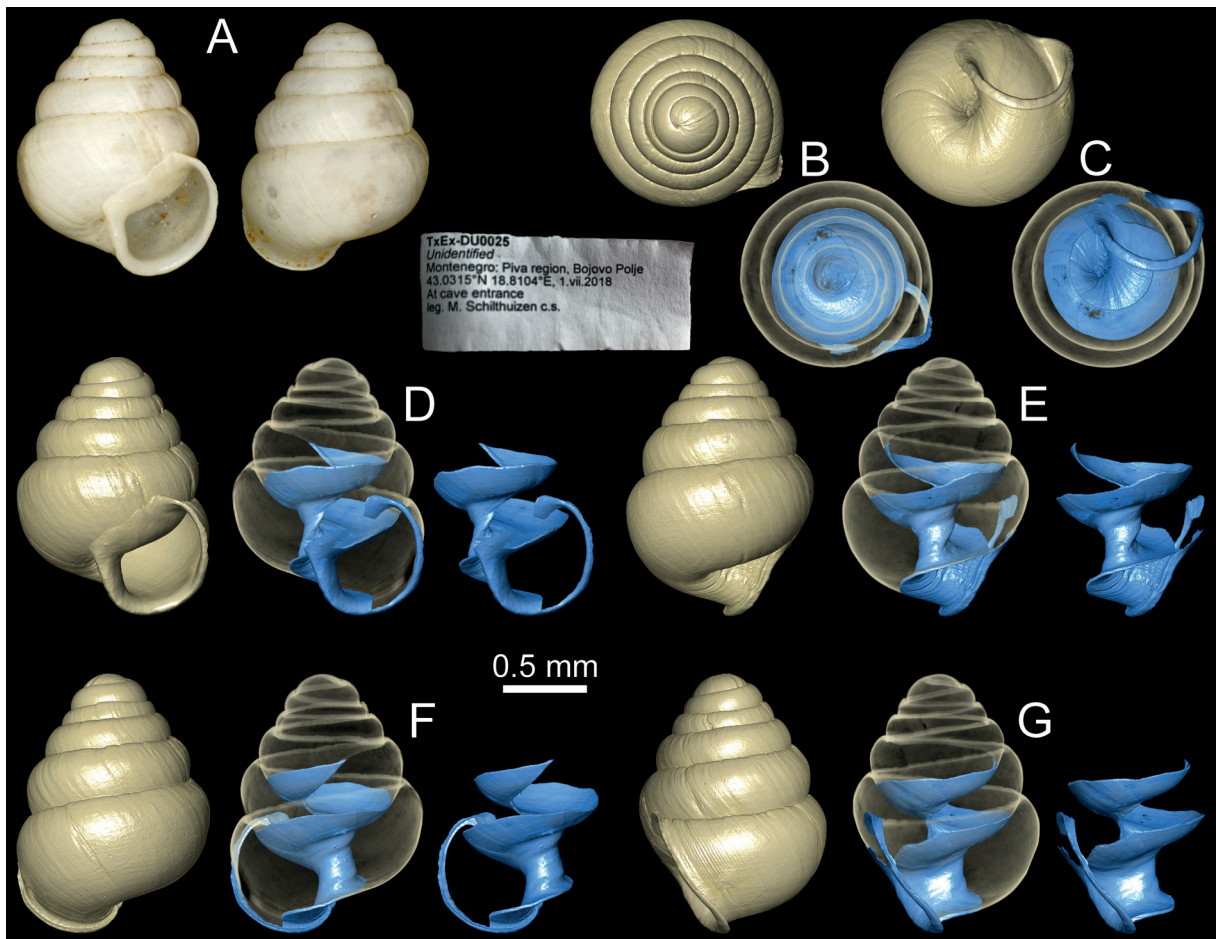 A
B
C
TxEx-DU0025
Unidentified
Montenegro: Piva region, Bojovo Polje
43.0315°N 18.8104°E, 1.vii.2018
At cave entrance
leg. M. Schilthuizen c.s.
D
E
0.5 mm
F
G